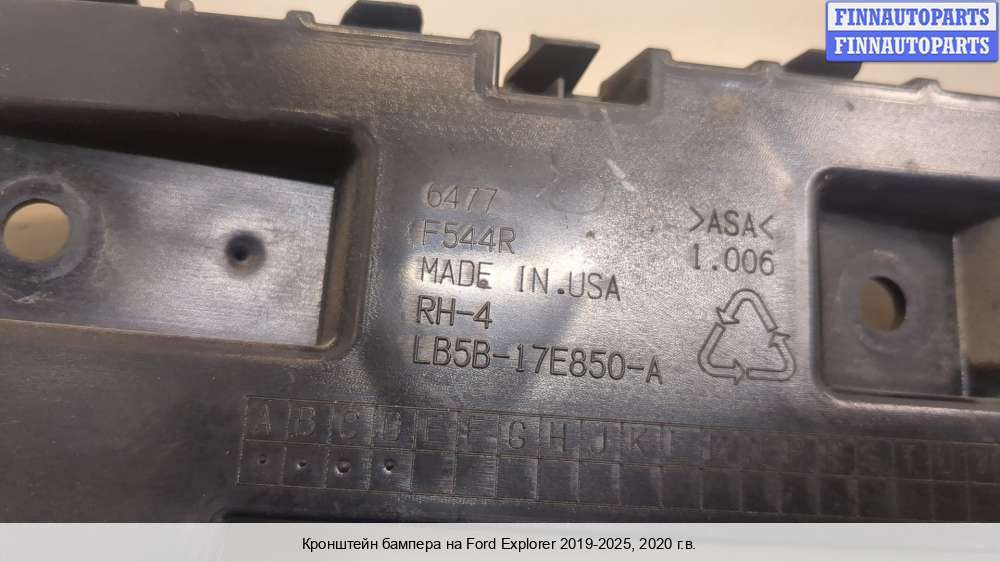 FINNAUTOPARTS
FINNAUTOPARTS
6477
F544R
MADE IN.USA
RH-4
LB5B-17E850-A
>ASA<
1.006
A B C D E F G H J K L
Кронштейн бампера на Ford Explorer 2019-2025, 2020 г.в.